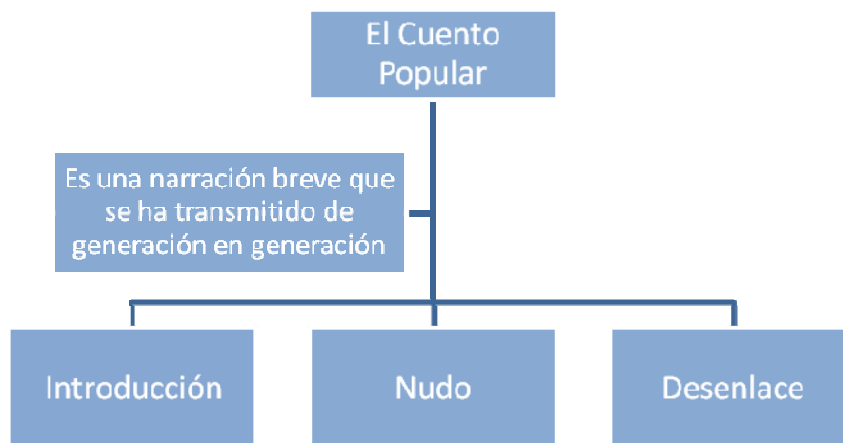 El Cuento
Popular
Es una narración breve que
se ha transmitido de
generación en generación
Introducción
Nudo
Desenlace